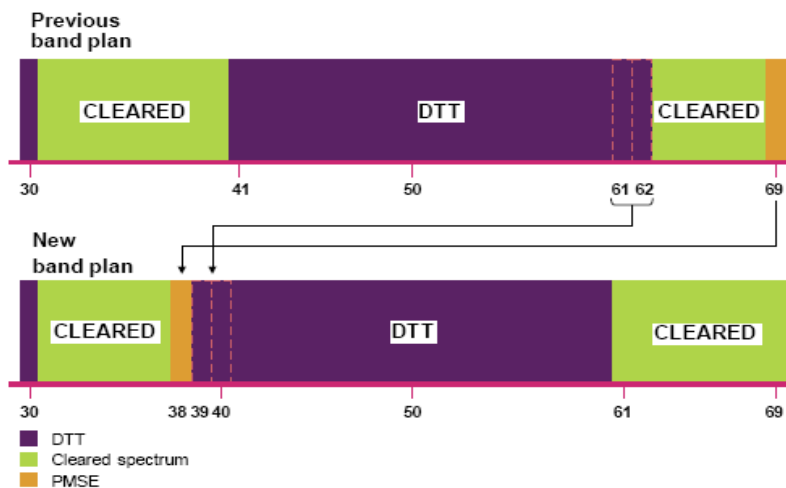 Previous
band plan
CLEARED
DTT
CLEARED
30
41
50
61
62
69
New
band plan
CLEARED
DTT
CLEARED
30
38
39
40
50
61
69
DTT
Cleared spectrum
PMSE